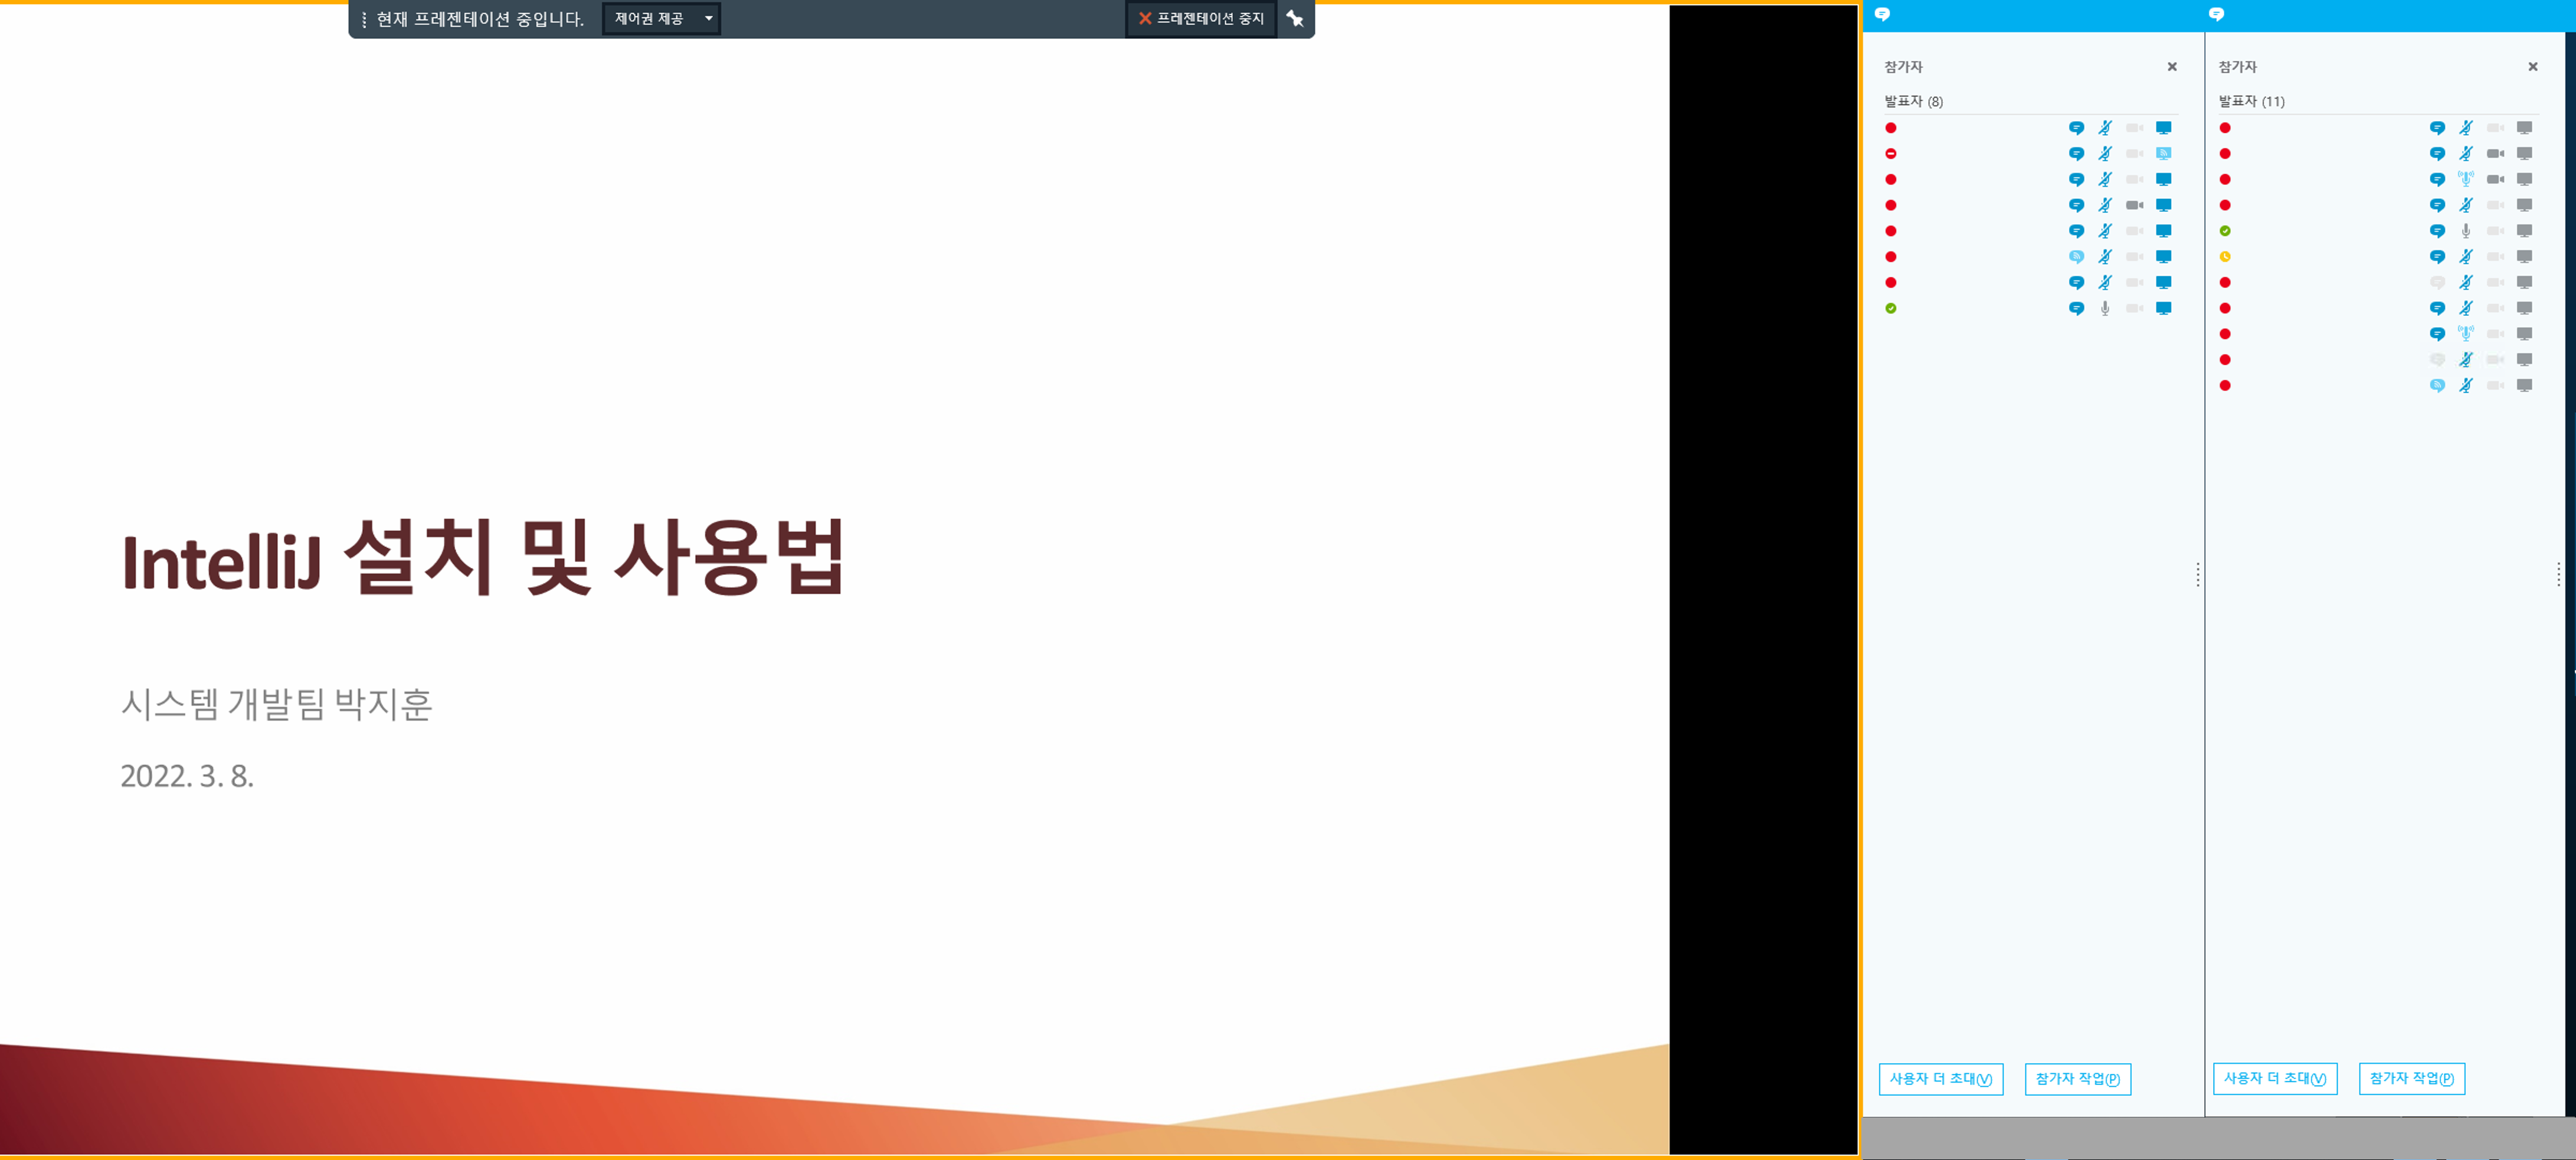 현재 프레젠테이션 중입니다. 제어권 제공 프레젠테이션 중지
IntelliJ 설치 및 사용법
시스템 개발팀 박지훈
2022. 3. 8.
참가자
발표자 (8)
사용자 더 초대(V) 참가자 작업(P)
참가자
발표자 (11)
사용자 더 초대(V) 참가자 작업(P)